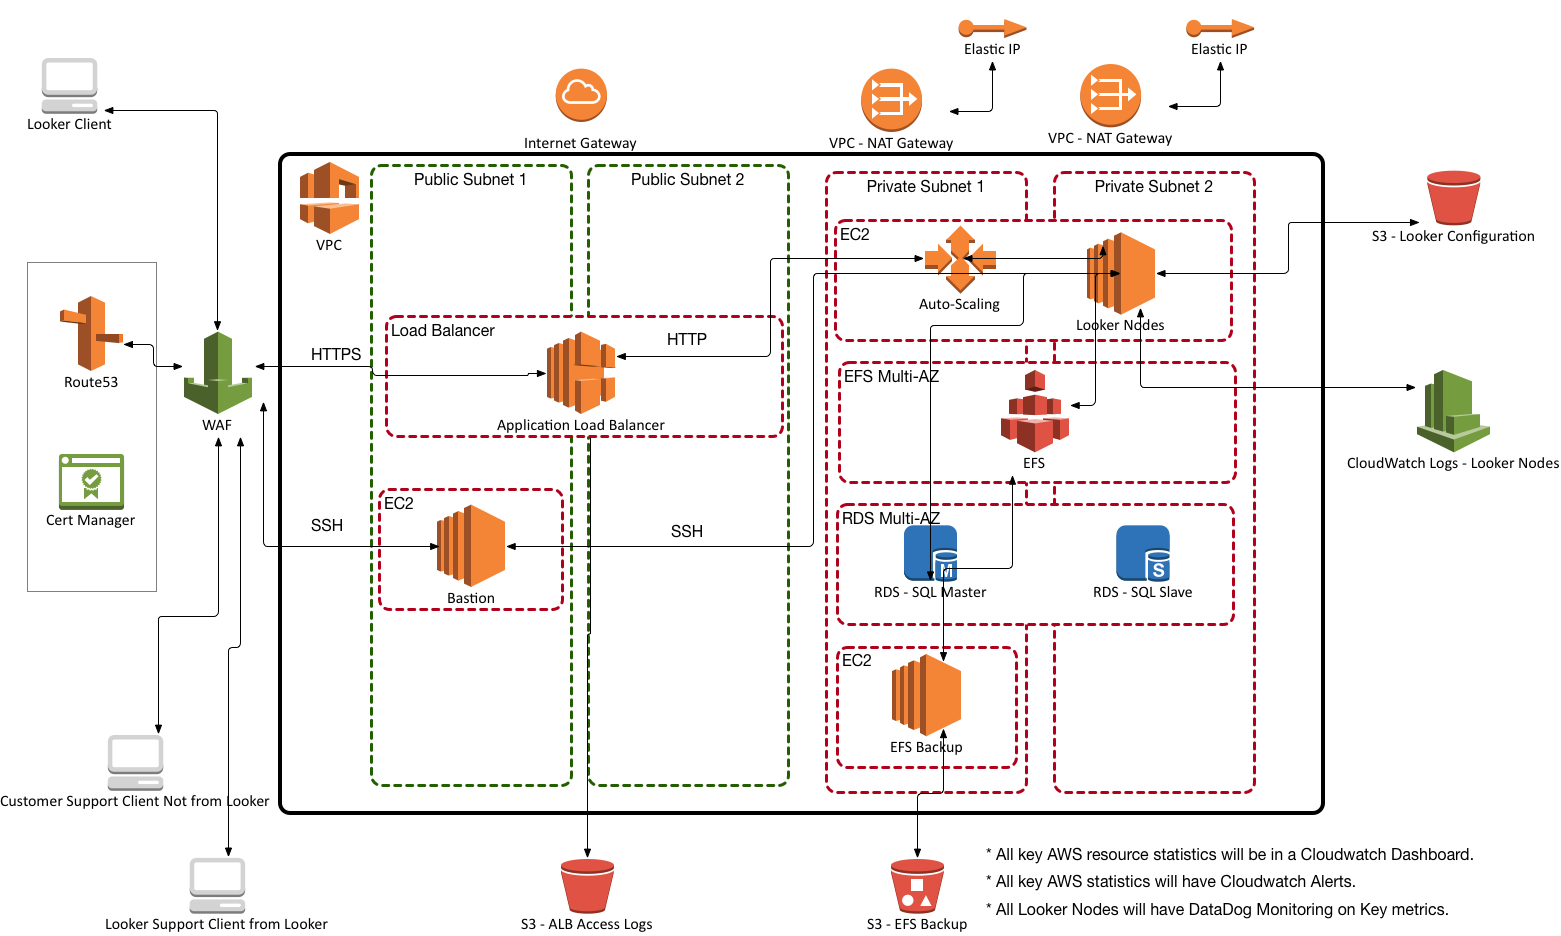 Elastic IP
Elastic IP
Looker Client
Internet Gateway
VPC - NAT Gateway
VPC - NAT Gateway
Public Subnet 1
Public Subnet 2
Private Subnet 1
Private Subnet 2
VPC
EC2
S3 - Looker Configuration
Auto-Scaling
Looker Nodes
Load Balancer
HTTP
HTTPS
Route53
EFS Multi-AZ
WAF
Application Load Balancer
EFS
CloudWatch Logs - Looker Nodes
Cert Manager
EC2
SSH
SSH
RDS Multi-AZ
M
S
Bastion
RDS - SQL Master
RDS - SQL Slave
EC2
EFS Backup
Customer Support Client Not from Looker
Looker Support Client from Looker
S3 - ALB Access Logs
S3 - EFS Backup
* All key AWS resource statistics will be in a Cloudwatch Dashboard.
* All key AWS statistics will have Cloudwatch Alerts.
* All Looker Nodes will have DataDog Monitoring on Key metrics.